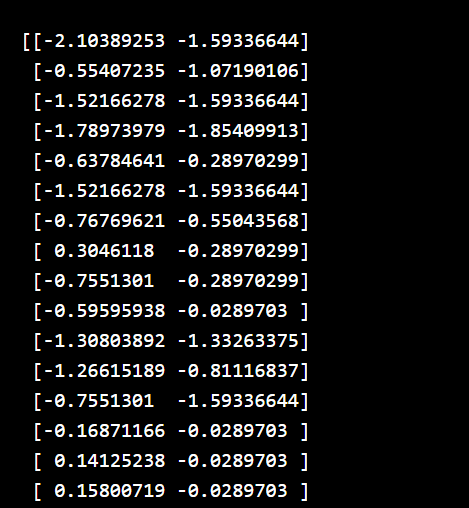 [[-2.10389253 -1.59336644]
 [-0.55407235 -1.07190106]
 [-1.52166278 -1.59336644]
 [-1.78973979 -1.85409913]
 [-0.63784641 -0.28970299]
 [-1.52166278 -1.59336644]
 [-0.76769621 -0.55043568]
 [ 0.3046118  -0.28970299]
 [-0.7551301  -0.28970299]
 [-0.59595938 -0.0289703 ]
 [-1.30803892 -1.33263375]
 [-1.26615189 -0.81116837]
 [-0.7551301  -1.59336644]
 [-0.16871166 -0.0289703 ]
 [ 0.14125238 -0.0289703 ]
 [ 0.15800719 -0.0289703 ]